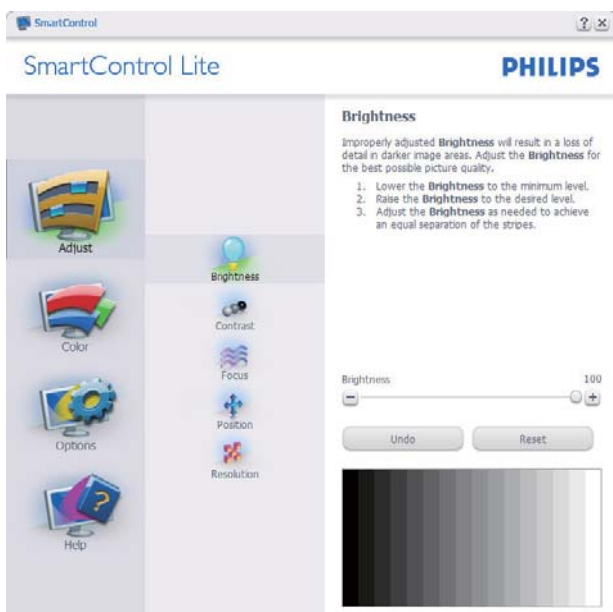 SmartControl
? ×
SmartControl Lite
PHILIPS
Adjust
Color
Options
Help
Brightness
Contrast
Focus
Position
Resolution
Brightness
Improperly adjusted Brightness will result in a loss of
detail in darker image areas. Adjust the Brightness for
the best possible picture quality.
1. Lower the Brightness to the minimum level.
2. Raise the Brightness to the desired level.
3. Adjust the Brightness as needed to achieve
an equal separation of the stripes.
Brightness 100
Undo Reset